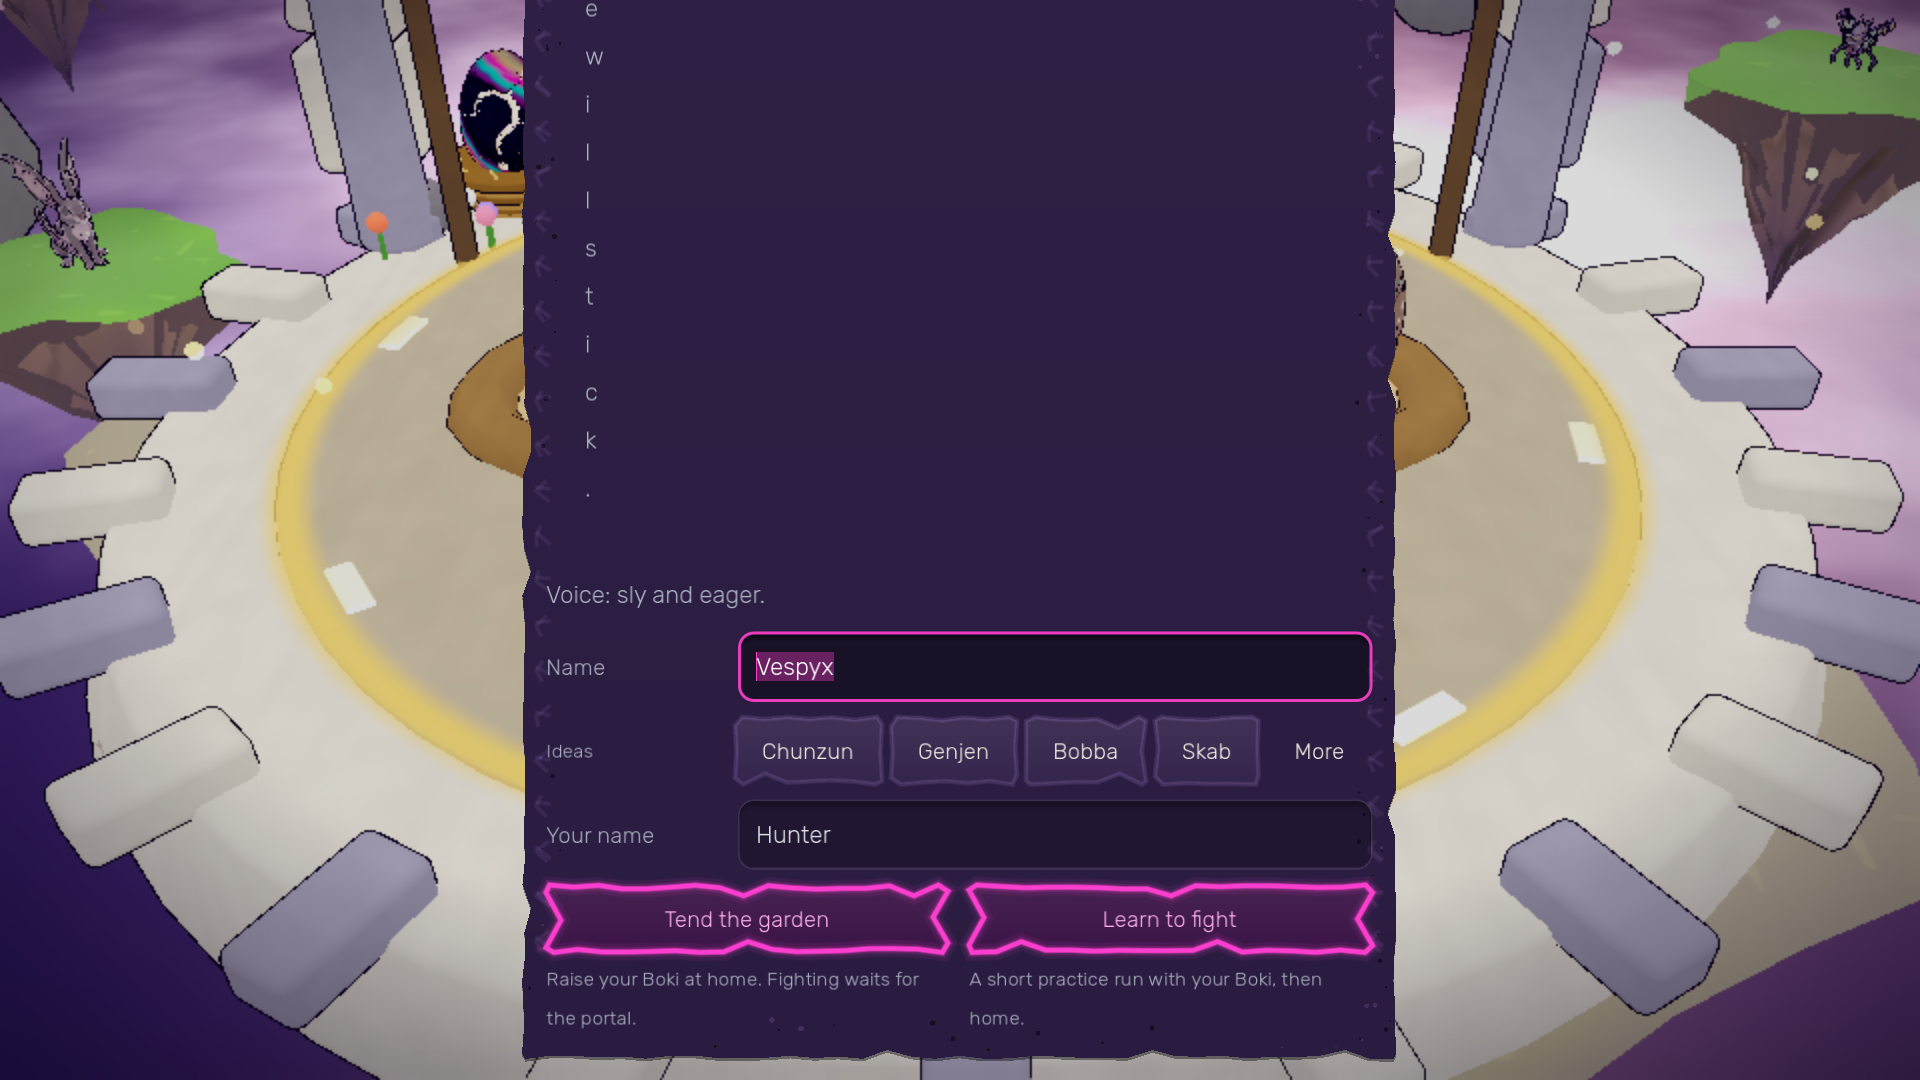 e
w
i
l
l
s
t
i
c
k
.
Voice: sly and eager.
Name
Vespyx
Ideas
Chunzun
Genjen
Bobba
Skab
More
Your name
Hunter
Tend the garden
Learn to fight
Raise your Boki at home. Fighting waits for
the portal.
A short practice run with your Boki, then
home.